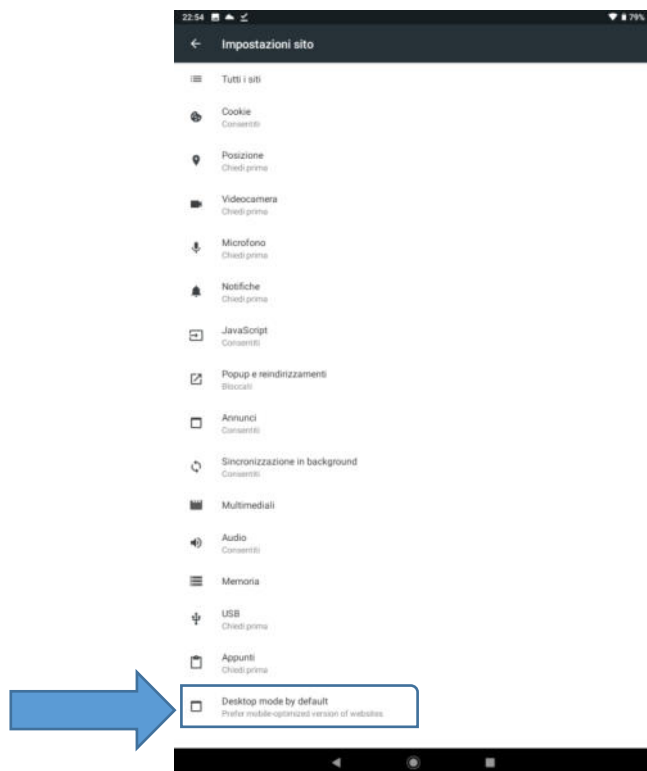 22:54
79%
Impostazioni sito
Tutti i siti
Cookie
Consentiti
Posizione
Chiedi prima
Videocamera
Chiedi prima
Microfono
Chiedi prima
Notifiche
Chiedi prima
JavaScript
Consentiti
Popup e reindirizzamenti
Bloccati
Annunci
Consentiti
Sincronizzazione in background
Consentiti
Multimediali
Audio
Consentiti
Memoria
USB
Chiedi prima
Appunti
Chiedi prima
Desktop mode by default
Prefer mobile-optimized version of websites